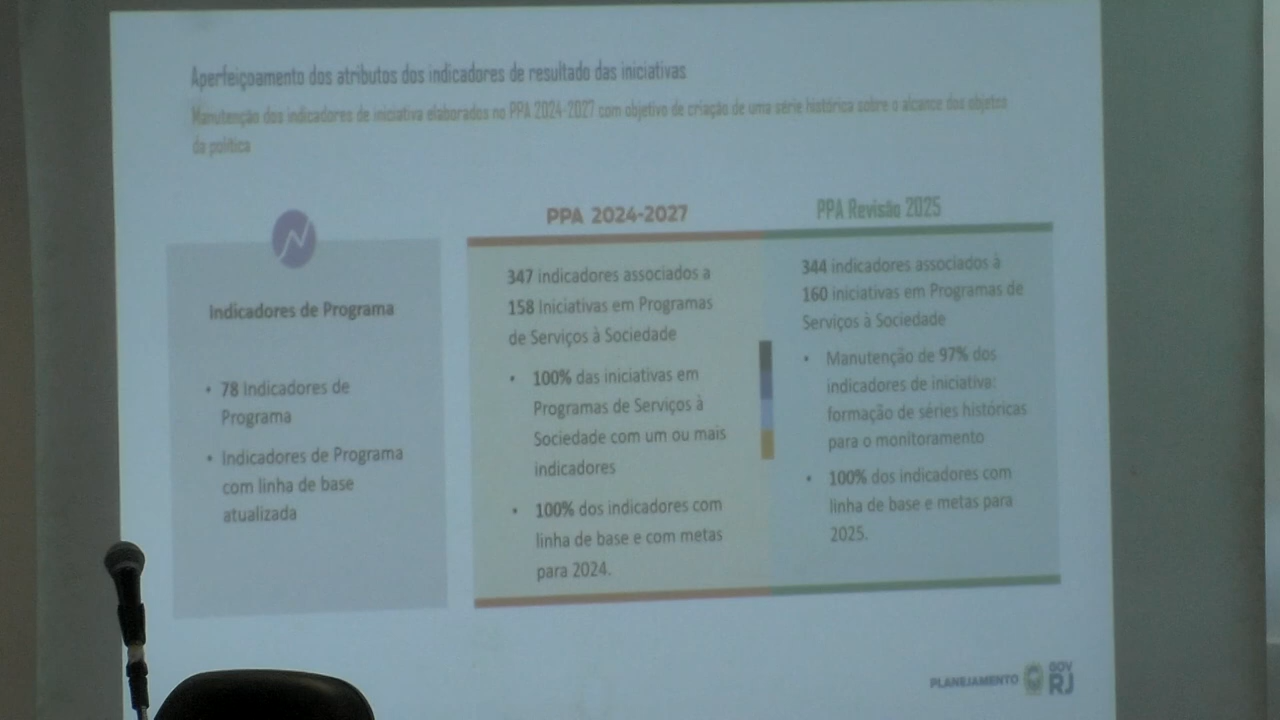 Aperfeiçoamento dos atributos dos indicadores de resultado das iniciativas
Manutenção dos indicadores de iniciativa elaborados no PPA 2024-2027 com objetivo de criação de uma série histórica sobre o alcance dos objetos
da política
Indicadores de Programa
• 78 Indicadores de
Programa
• Indicadores de Programa
com linha de base
atualizada
PPA 2024-2027
347 indicadores associados a
158 Iniciativas em Programas
de Serviços à Sociedade
• 100% das iniciativas em
Programas de Serviços à
Sociedade com um ou mais
indicadores
• 100% dos indicadores com
linha de base e com metas
para 2024.
PPA Revisão 2025
344 indicadores associados à
160 iniciativas em Programas de
Serviços à Sociedade
• Manutenção de 97% dos
indicadores de iniciativa:
formação de séries históricas
para o monitoramento
• 100% dos indicadores com
linha de base e metas para
2025.
PLANEJAMENTO
GOV
RJ